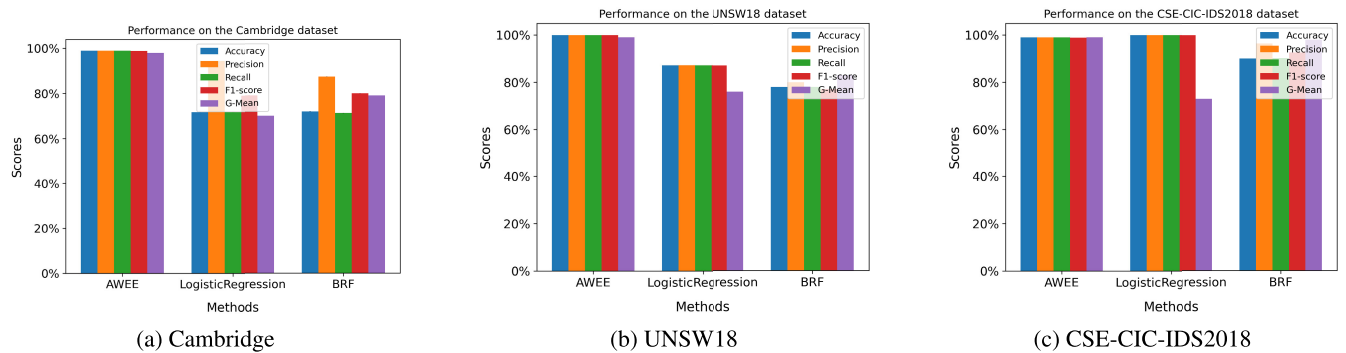 Performance on the Cambridge dataset
100%
80%
60%
40%
20%
0%
Scores
Accuracy
Precision
Recall
F1-score
G-Mean
AWEE
LogisticRegression
BRF
Methods
(a) Cambridge
Performance on the UNSW18 dataset
100%
80%
60%
40%
20%
0%
Scores
Accuracy
Precision
Recall
F1-score
G-Mean
AWEE
LogisticRegression
BRF
Methods
(b) UNSW18
Performance on the CSE-CIC-IDS2018 dataset
100%
80%
60%
40%
20%
0%
Scores
Accuracy
Precision
Recall
F1-score
G-Mean
AWEE
LogisticRegression
BRF
Methods
(c) CSE-CIC-IDS2018